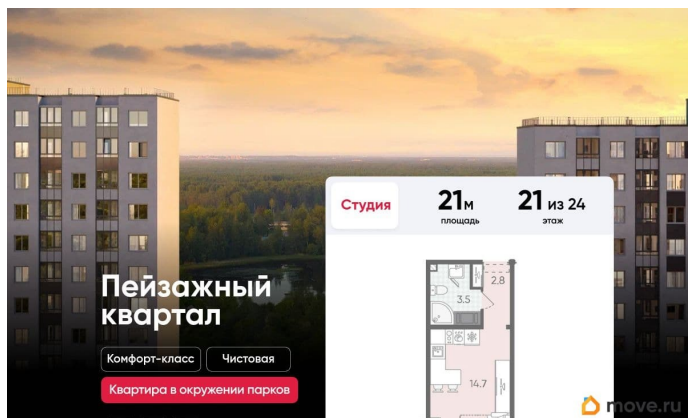 Студия
21м
площадь
21 из 24
этаж
2.8
3.5
14.7
Пейзажный
квартал
Комфорт-класс
Чистовая
Квартира в окружении парков
move.ru